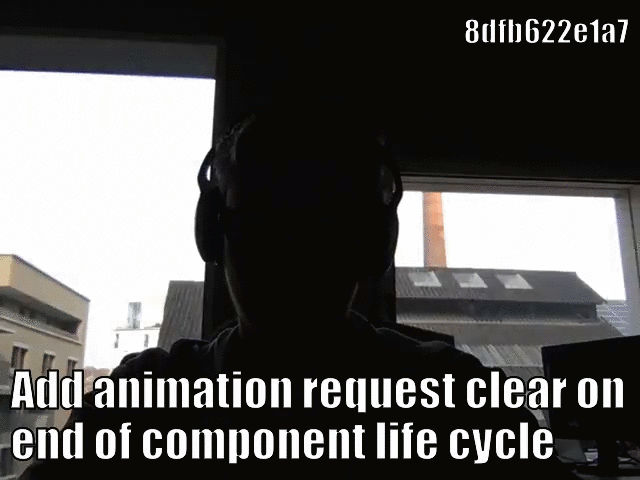 8dfb622e1a7
Add animation request clear on
end of component life cycle